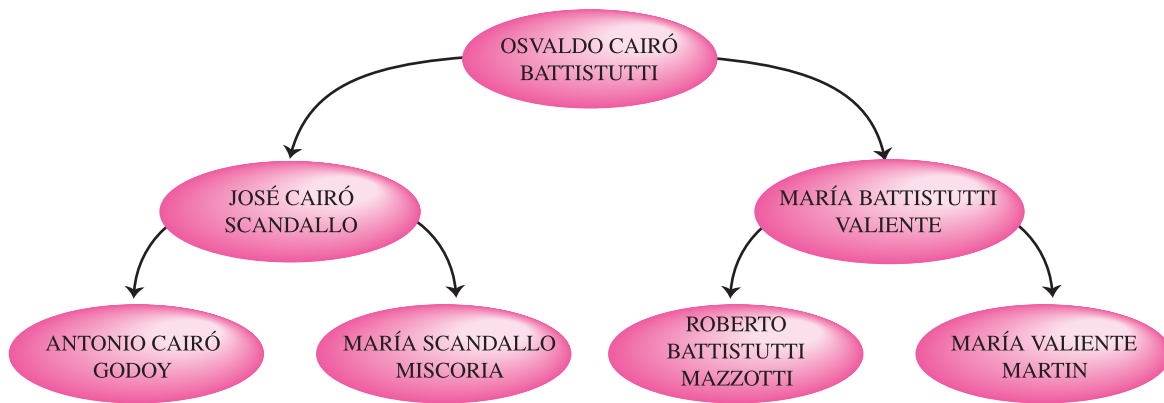 OSVALDO CAIRÓ
BATTISTUTTI
JOSÉ CAIRÓ
SCANDALLO
MARÍA BATTISTUTTI
VALIENTE
ANTONIO CAIRÓ
GODOY
MARÍA SCANDALLO
MISCORIA
ROBERTO
BATTISTUTTI
MAZZOTTI
MARÍA VALIENTE
MARTIN